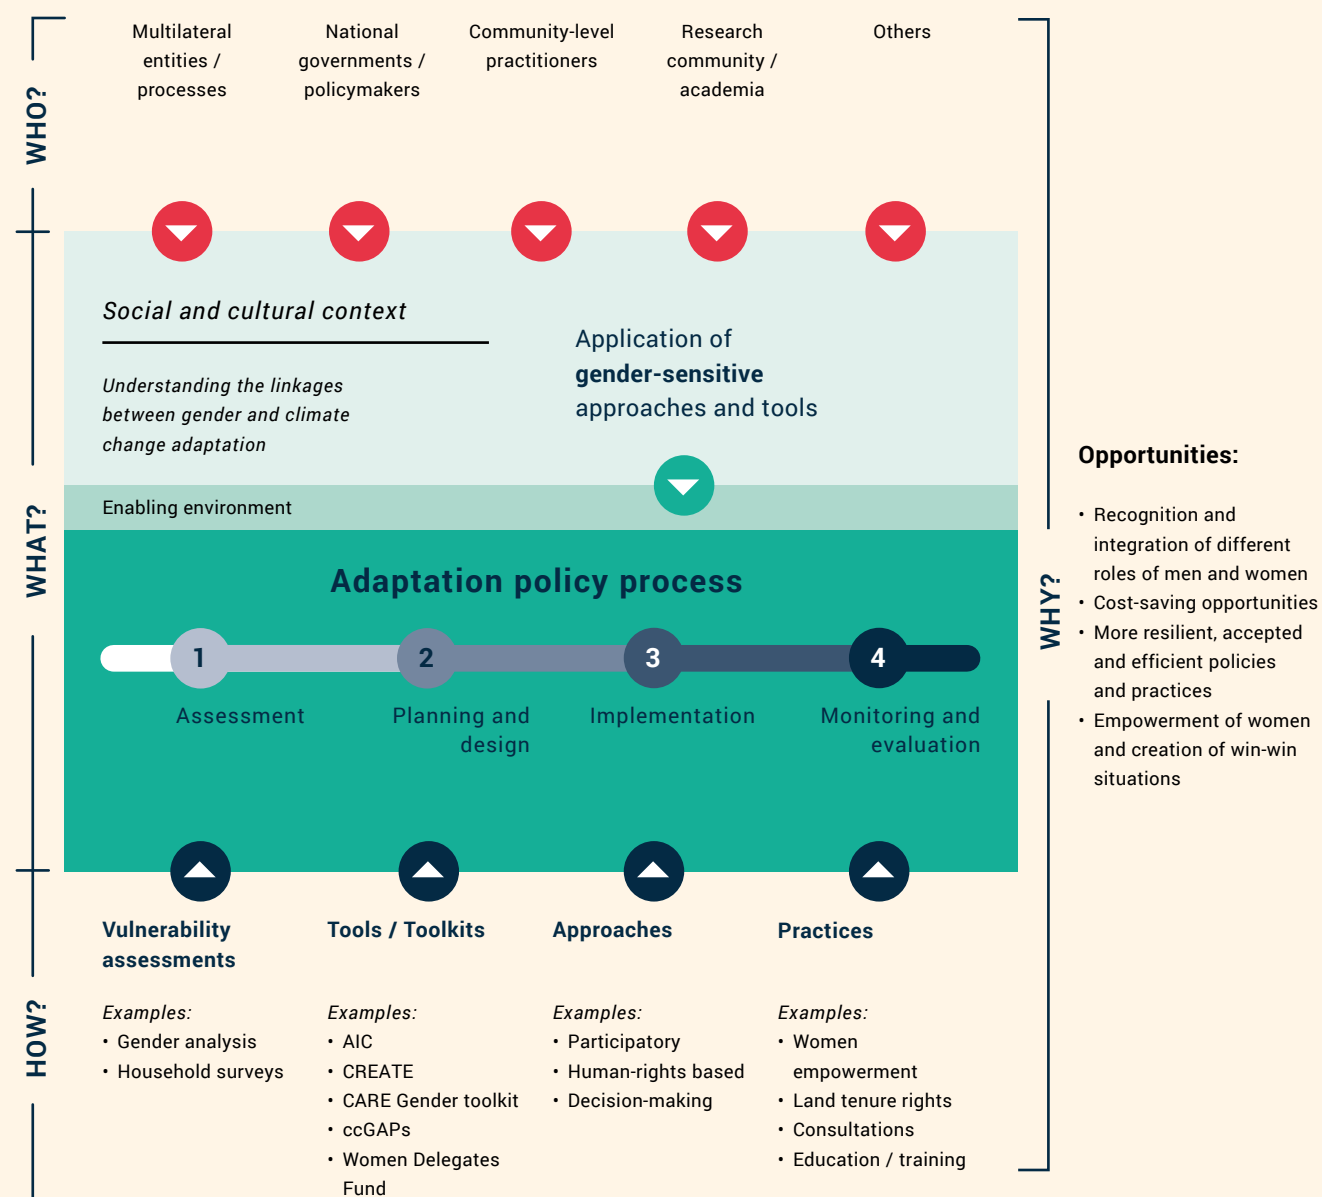 WHO?
Multilateral
entities /
processes
National
governments /
policymakers
Community-level
practitioners
Research
community /
academia
Others
WHAT?
Social and cultural context
Understanding the linkages
between gender and climate
change adaptation
Application of
gender-sensitive
approaches and tools
Enabling environment
Adaptation policy process
1
Assessment
2
Planning and
design
3
Implementation
4
Monitoring and
evaluation
HOW?
Vulnerability
assessments
Examples:
• Gender analysis
• Household surveys
Tools / Toolkits
Examples:
• AIC
• CREATE
• CARE Gender toolkit
• ccGAPs
• Women Delegates
Fund
Approaches
Examples:
• Participatory
• Human-rights based
• Decision-making
Practices
Examples:
• Women
empowerment
• Land tenure rights
• Consultations
• Education / training
WHY?
Opportunities:
• Recognition and
integration of different
roles of men and women
• Cost-saving opportunities
• More resilient, accepted
and efficient policies
and practices
• Empowerment of women
and creation of win-win
situations